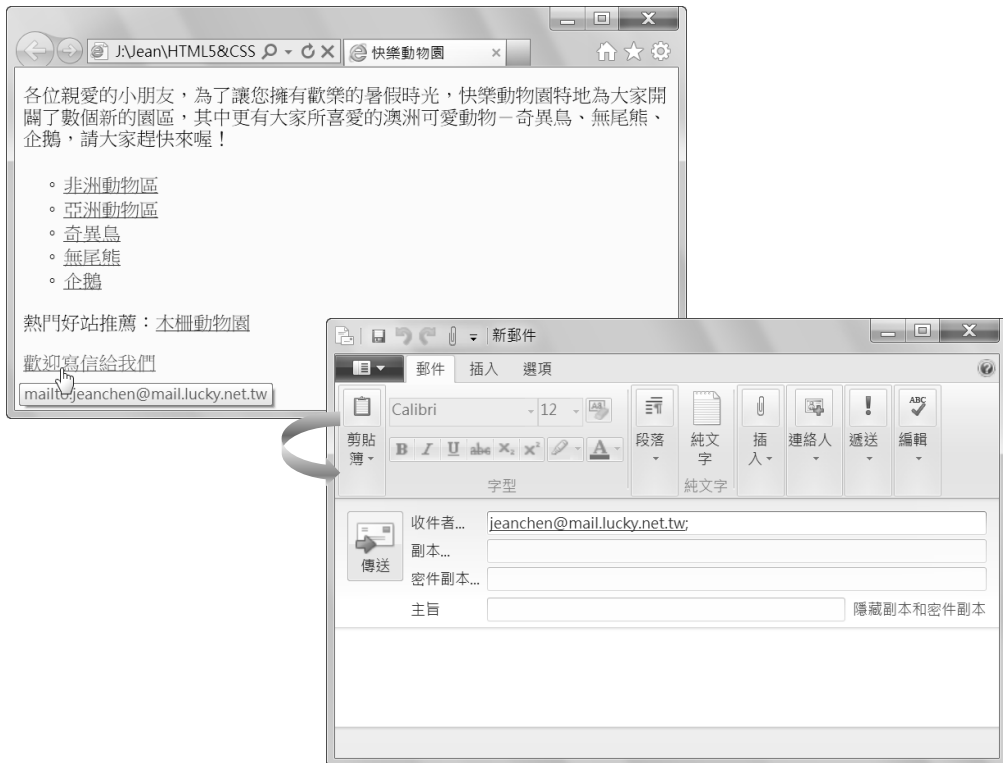 J:\Jean\HTML5&CSS
快樂動物園
各位親愛的小朋友，為了讓您擁有歡樂的暑假時光，快樂動物園特地為大家開
闢了數個新的園區，其中更有大家所喜愛的澳洲可愛動物－奇異鳥、無尾熊、
企鵝，請大家趕快來喔！
。非洲動物區
。亞洲動物區
。奇異鳥
。無尾熊
。企鵝
熱門好站推薦：木柵動物園
歡迎寫信給我們
mailto:jeanchen@mail.lucky.net.tw
新郵件
郵件 插入 選項
剪貼簿
Calibri 12
B I U abc X₂ X²  A
字型
段落
純文字
純文字
插入
連絡人
遞送
ABC
編輯
傳送
收件者... jeanchen@mail.lucky.net.tw;
副本...
密件副本...
主旨
隱藏副本和密件副本